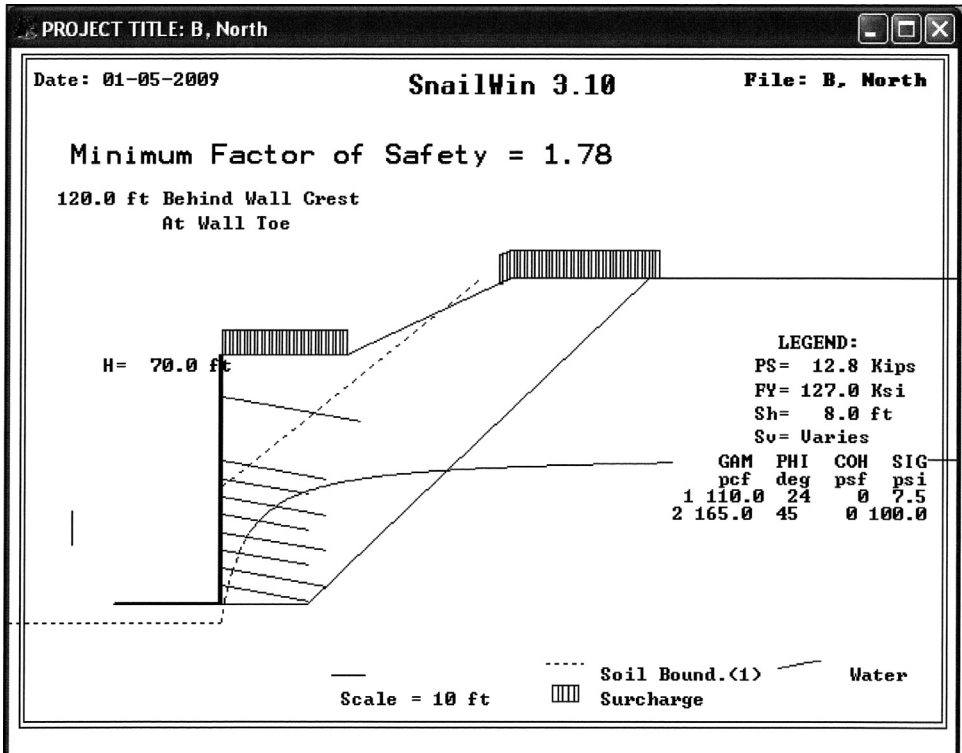 PROJECT TITLE: B, North
Date: 01-05-2009 SnailWin 3.10 File: B, North
Minimum Factor of Safety = 1.78
120.0 ft Behind Wall Crest
At Wall Toe
H= 70.0 ft
LEGEND:
PS= 12.8 Kips
FY= 127.0 Ksi
Sh= 8.0 ft
Sv= Varies
GAM PHI COH SIG
pcf deg psf psi
1 110.0 24 0 7.5
2 165.0 45 0 100.0
Soil Bound.(1) Water
Scale = 10 ft Surcharge